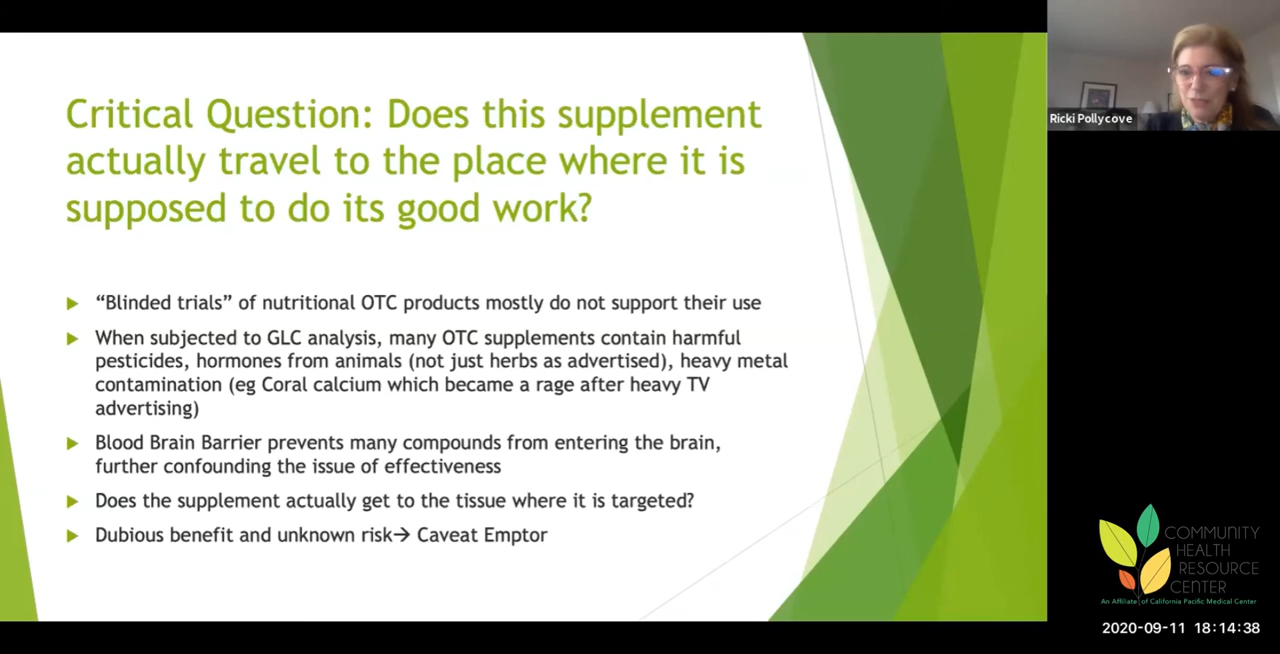 Critical Question: Does this supplement
actually travel to the place where it is
supposed to do its good work?
“Blinded trials” of nutritional OTC products mostly do not support their use
When subjected to GLC analysis, many OTC supplements contain harmful
pesticides, hormones from animals (not just herbs as advertised), heavy metal
contamination (eg Coral calcium which became a rage after heavy TV
advertising)
Blood Brain Barrier prevents many compounds from entering the brain,
further confounding the issue of effectiveness
Does the supplement actually get to the tissue where it is targeted?
Dubious benefit and unknown risk→ Caveat Emptor
Ricki Pollycove
COMMUNITY
HEALTH
RESOURCE
CENTER
An Affiliate of California Pacific Medical Center
2020-09-11 18:14:38